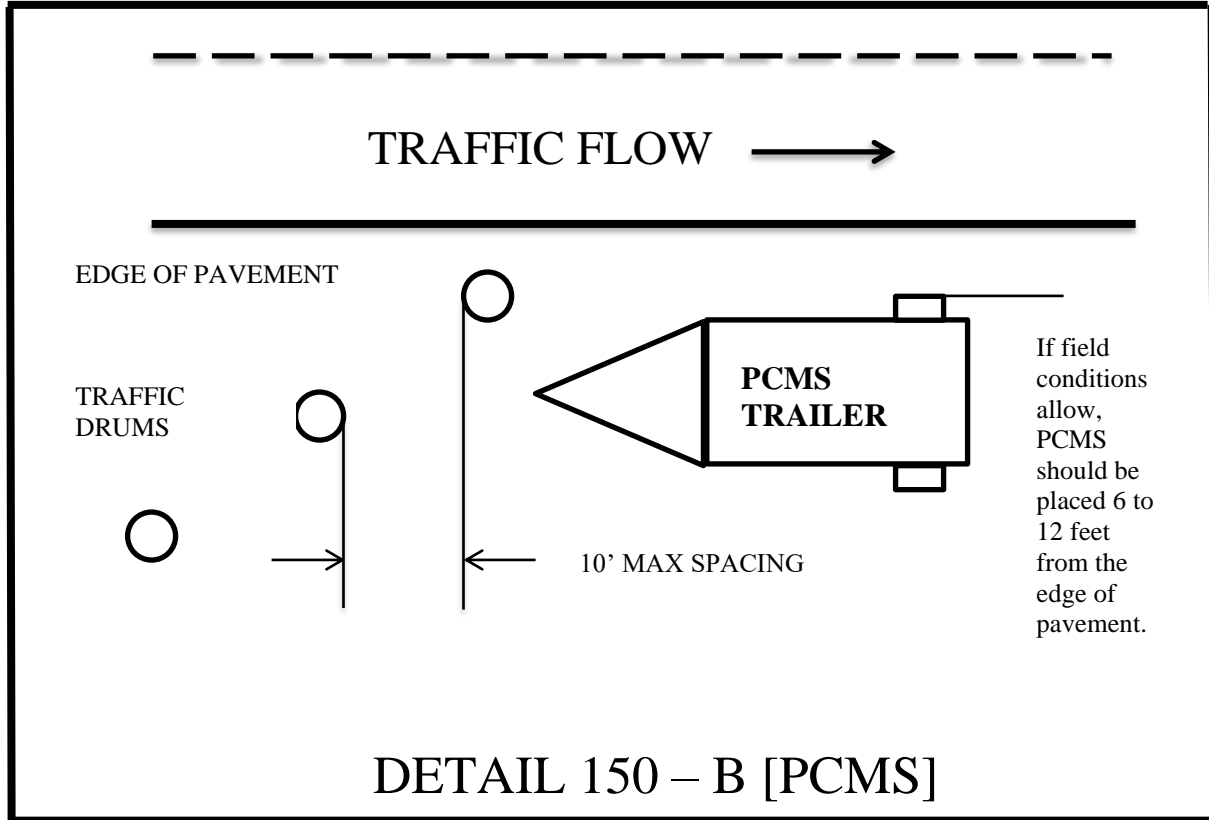 TRAFFIC FLOW
EDGE OF PAVEMENT
TRAFFIC
DRUMS
PCMS
TRAILER
If field
conditions
allow,
PCMS
should be
placed 6 to
12 feet
from the
edge of
pavement.
10’ MAX SPACING
DETAIL 150 – B [PCMS]